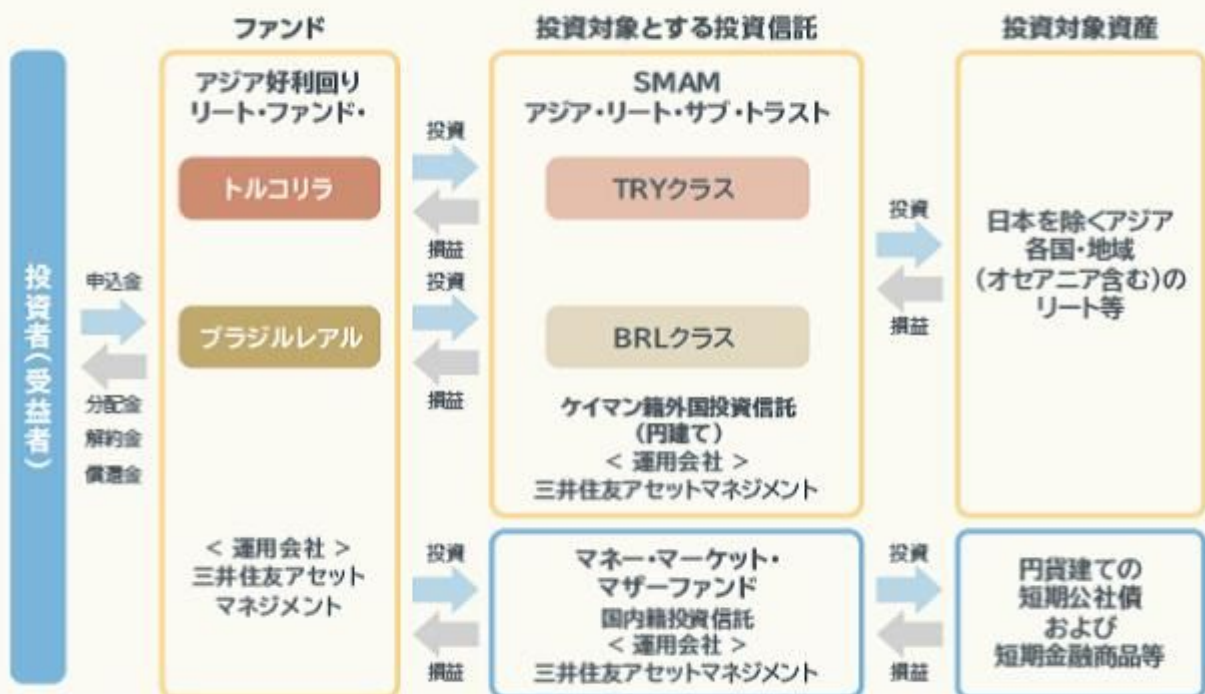 ファンド
投資対象とする投資信託
投資対象資産
投資者(受益者)
申込金
分配金
解約金
償還金
アジア好利回り
リート・ファンド・
トルコリラ
ブラジルレアル
< 運用会社 >
三井住友アセット
マネジメント
投資
損益
投資
損益
投資
損益
SMAM
アジア・リート・サブ・トラスト
TRYクラス
BRLクラス
ケイマン籍外国投資信託
(円建て)
< 運用会社 >
三井住友アセットマネジメント
マネー・マーケット・
マザーファンド
国内籍投資信託
< 運用会社 >
三井住友アセットマネジメント
投資
損益
投資
損益
日本を除くアジア
各国・地域
(オセアニア含む)の
リート等
円貨建ての
短期公社債
および
短期金融商品等